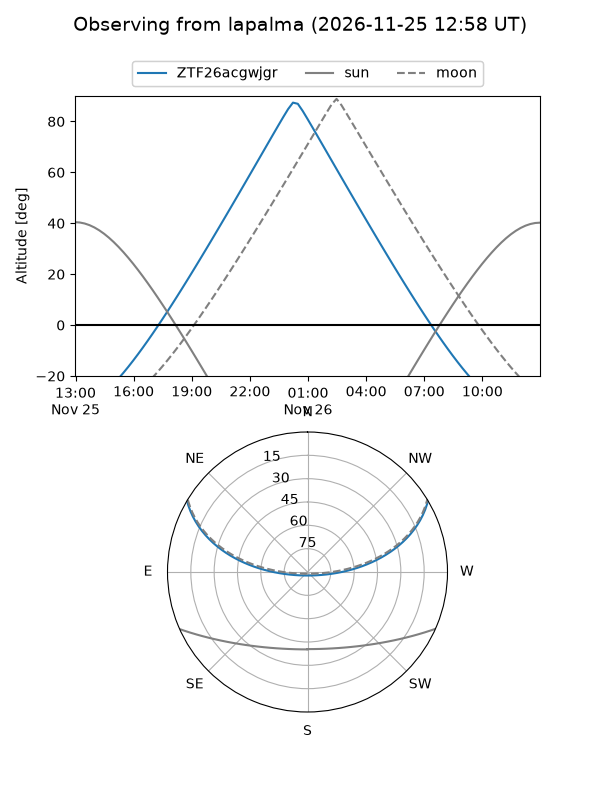 Observing from lapalma (2026-11-25 12:58 UT)
ZTF26acgwjgr sun moon
Altitude [deg]
80
60
40
20
0
−20
13:00 16:00 19:00 22:00 01:00 04:00 07:00 10:00
Nov 25 Nov 26
N
NE NW
15
30
45
60
75
E W
SE SW
S